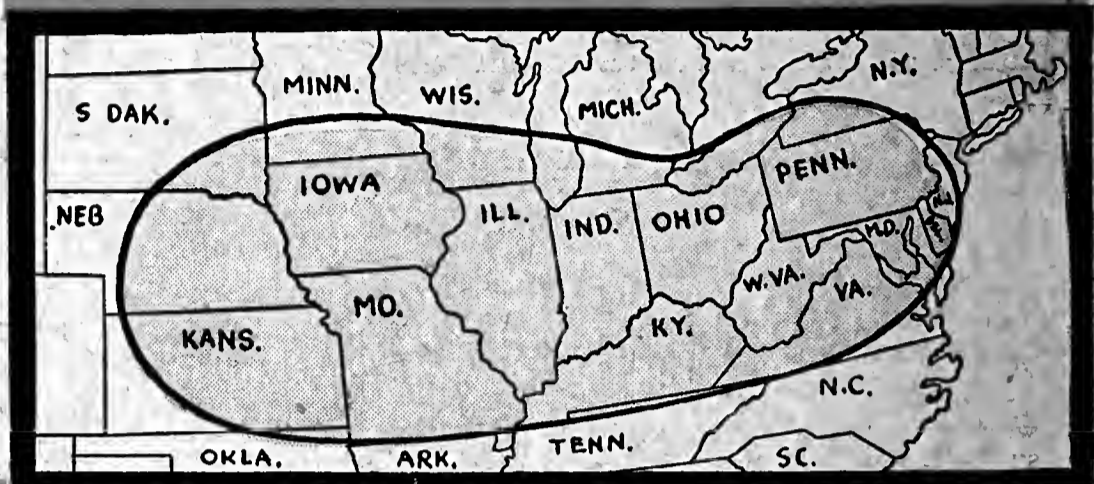 S DAK.
MINN.
WIS.
MICH.
N.Y.
.NEB
IOWA
ILL.
IND.
OHIO
PENN.
N.J.
M.D.
W.VA.
VA.
KANS.
MO.
KY.
N.C.
OKLA.
ARK.
TENN.
SC.